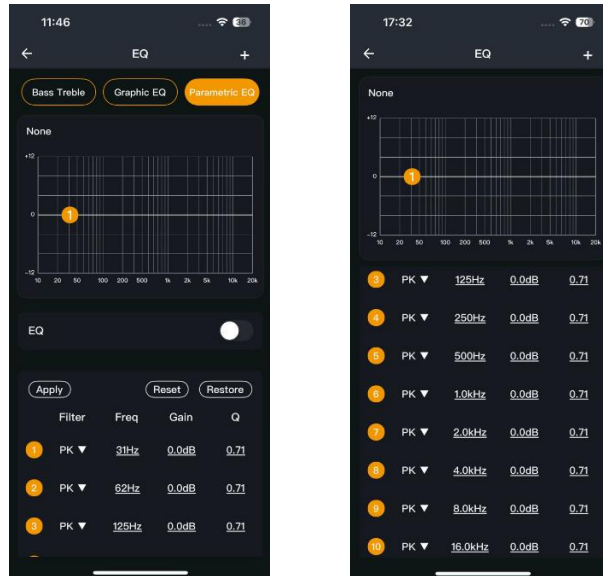 11:46
36
EQ
+
Bass Treble
Graphic EQ
Parametric EQ
None
+12
0
1
-12
10 20 50 100 200 500 1k 2k 5k 10k 20k
EQ
Apply
Reset
Restore
Filter Freq Gain Q
1 PK ▼ 31Hz 0.0dB 0.71
2 PK ▼ 62Hz 0.0dB 0.71
3 PK ▼ 125Hz 0.0dB 0.71
17:32
70
EQ
+
None
+12
0
1
-12
10 20 50 100 200 500 1k 2k 5k 10k 20k
3 PK ▼ 125Hz 0.0dB 0.71
4 PK ▼ 250Hz 0.0dB 0.71
5 PK ▼ 500Hz 0.0dB 0.71
6 PK ▼ 1.0kHz 0.0dB 0.71
7 PK ▼ 2.0kHz 0.0dB 0.71
8 PK ▼ 4.0kHz 0.0dB 0.71
9 PK ▼ 8.0kHz 0.0dB 0.71
10 PK ▼ 16.0kHz 0.0dB 0.71